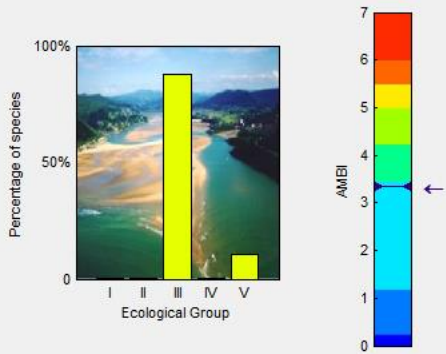 100%
50%
0
Percentage of species
I II III IV V
Ecological Group
7
6
5
4
3
2
1
0
AMBI